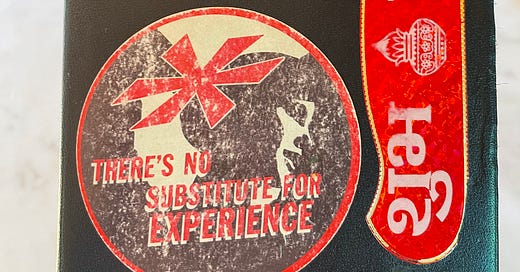 THERE'S NO
SUBSTITUTE FOR
EXPERIENCE
शुभ